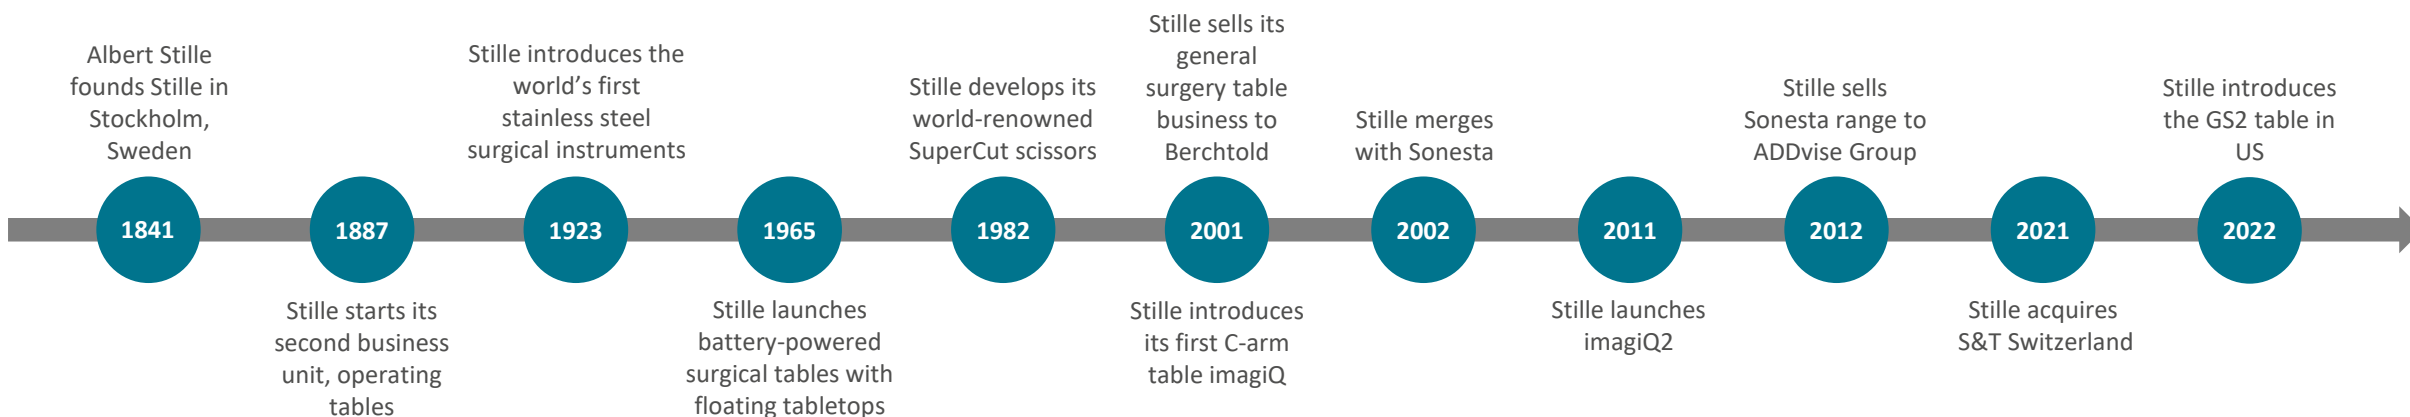 Albert Stille
founds Stille in
Stockholm,
Sweden
1841
1887
Stille starts its
second business
unit, operating
tables
Stille introduces the
world’s first
stainless steel
surgical instruments
1923
1965
Stille launches
battery-powered
surgical tables with
floating tabletops
Stille develops its
world-renowned
SuperCut scissors
1982
Stille sells its
general
surgery table
business to
Berchtold
2001
Stille introduces
its first C-arm
table imagiQ
Stille merges
with Sonesta
2002
2011
Stille launches
imagiQ2
Stille sells
Sonesta range to
ADDvise Group
2012
2021
Stille acquires
S&T Switzerland
Stille introduces
the GS2 table in
US
2022